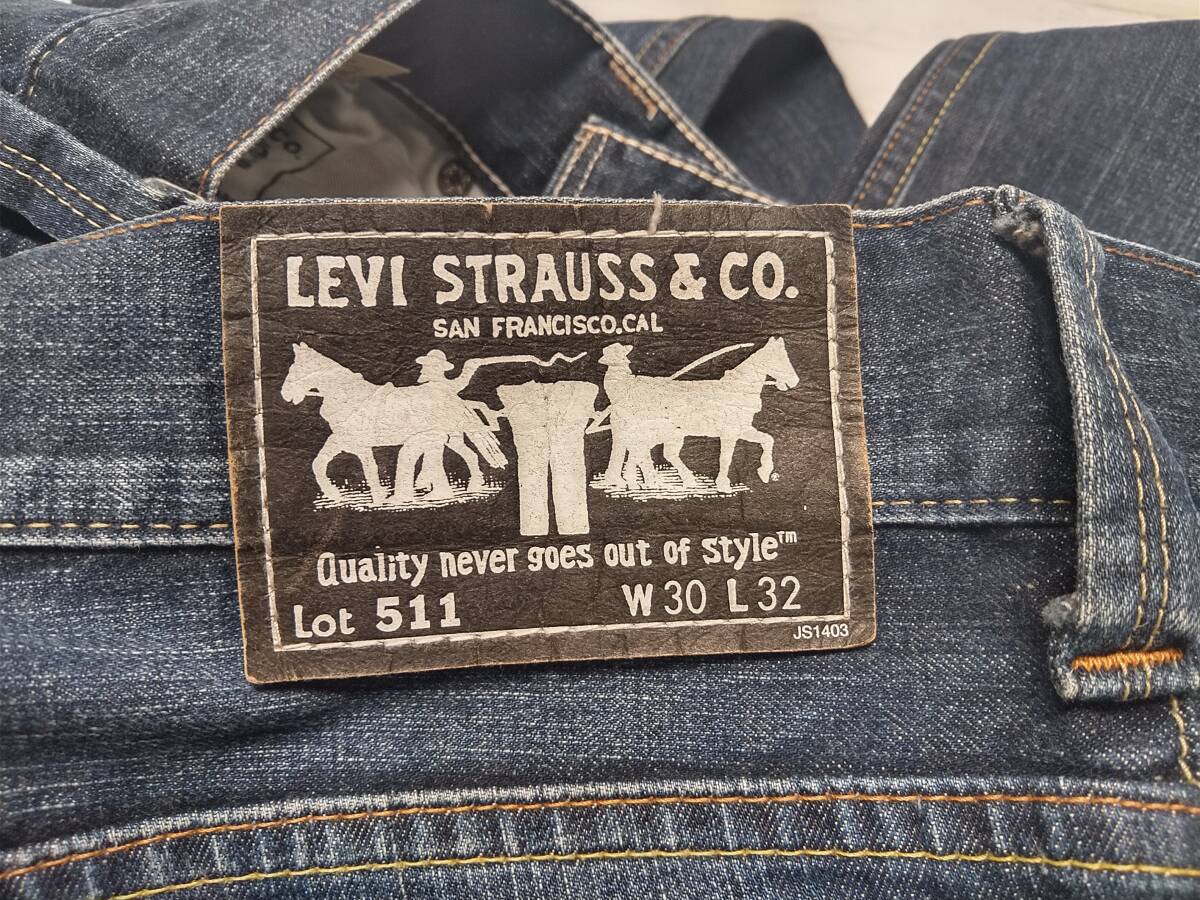 LEVI STRAUSS & CO.
SAN FRANCISCO.CAL
Quality never goes out of style™
Lot 511 W 30 L 32
JS1403